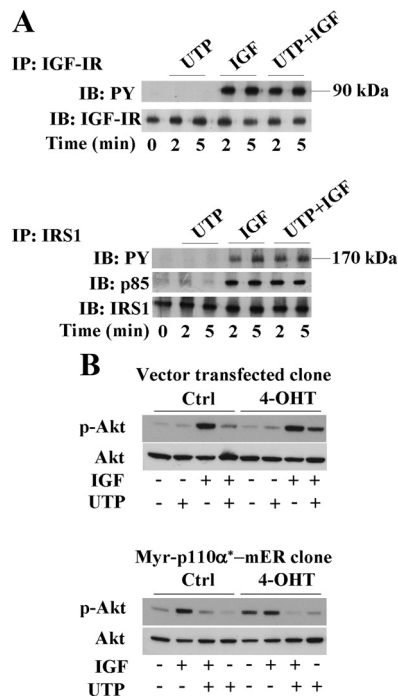 A
UTP IGF UTP+IGF
IP: IGF-IR
IB: PY 90 kDa
IB: IGF-IR
Time (min) 0 2 5 2 5 2 5
UTP IGF UTP+IGF
IP: IRS1
IB: PY 170 kDa
IB: p85
IB: IRS1
Time (min) 0 2 5 2 5 2 5
B
Vector transfected clone
Ctrl 4-OHT
p-Akt
Akt
IGF - - + + - - + +
UTP - + - + - + - +
Myr-p110α*–mER clone
Ctrl 4-OHT
p-Akt
Akt
IGF - + + - - + + -
UTP - - + + - - + +